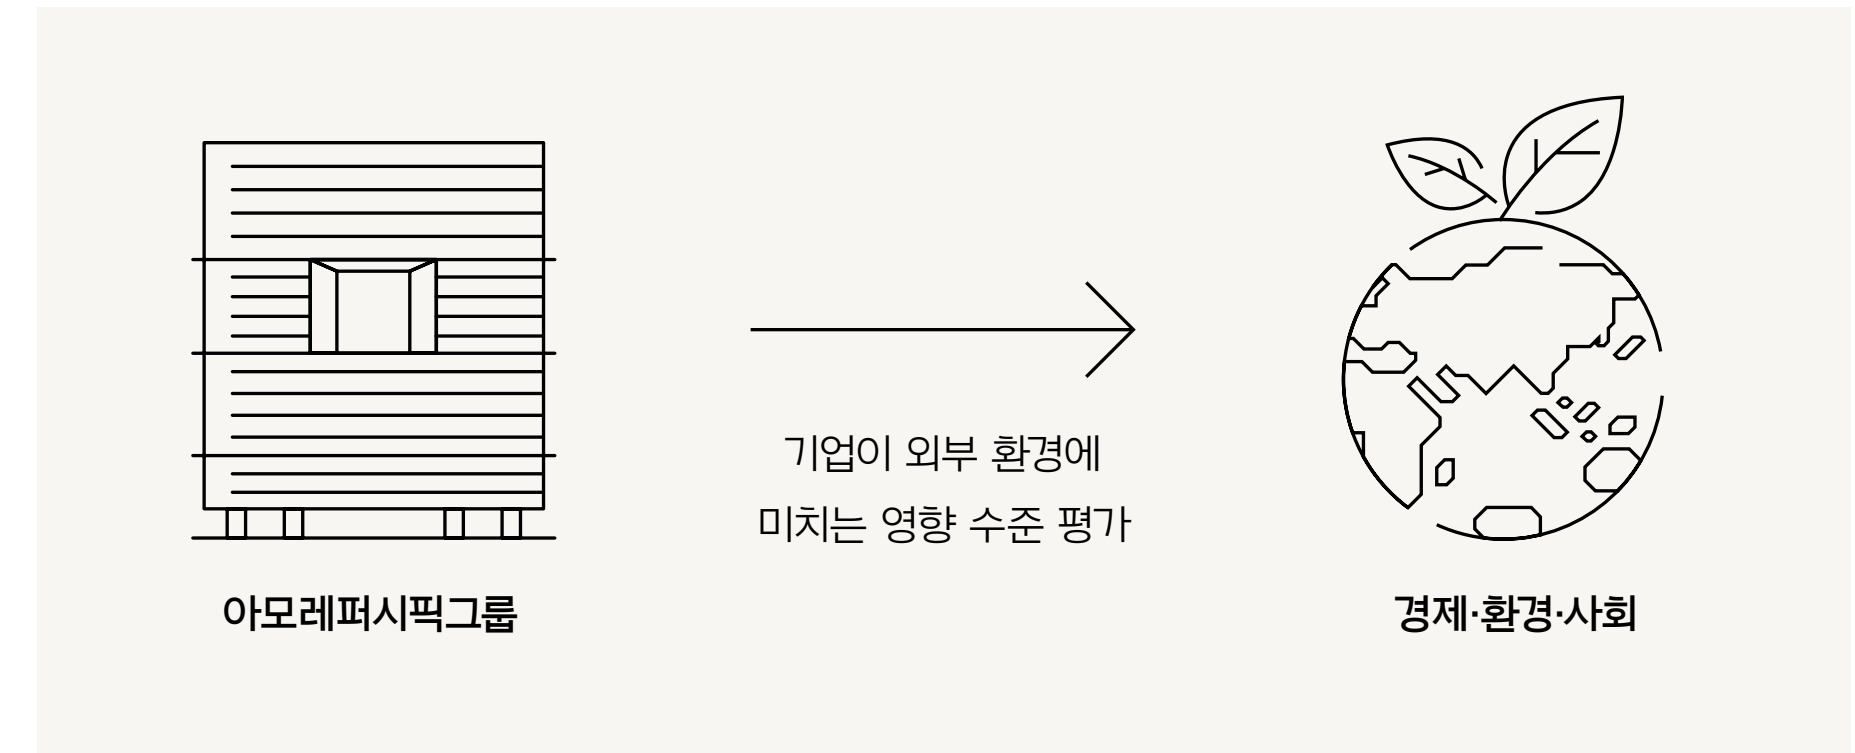 기업이 외부 환경에
미치는 영향 수준 평가
아모레퍼시픽그룹
경제·환경·사회